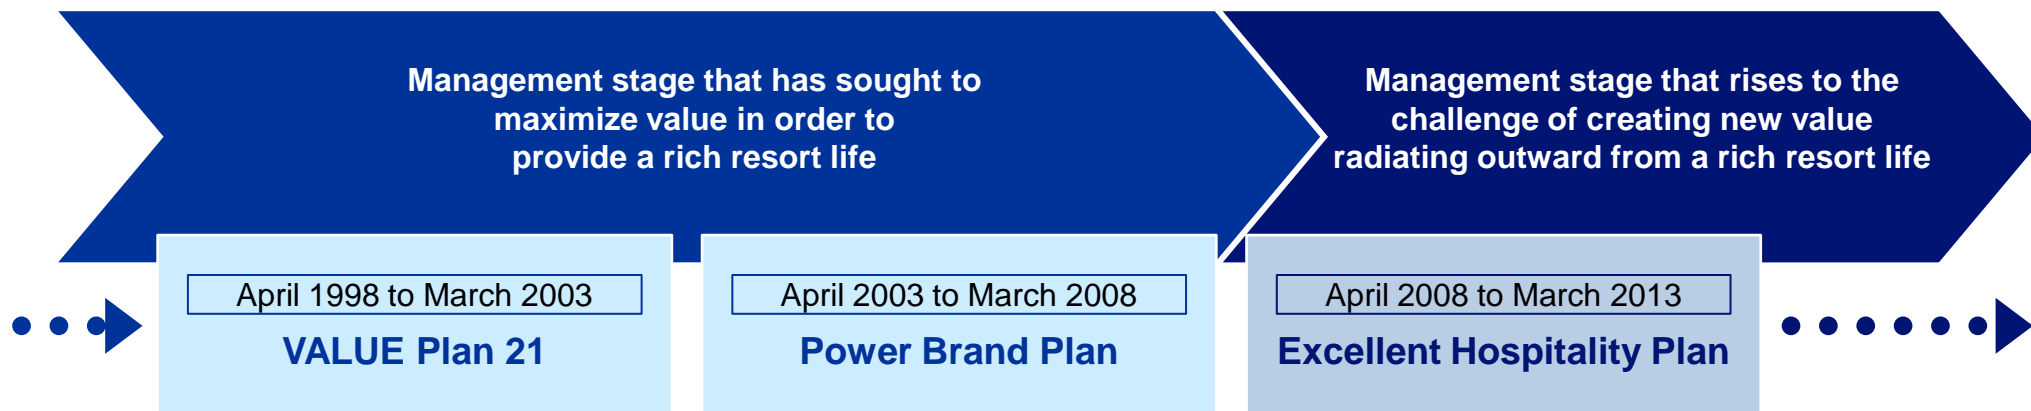 Management stage that has sought to
maximize value in order to
provide a rich resort life
Management stage that rises to the
challenge of creating new value
radiating outward from a rich resort life
April 1998 to March 2003
VALUE Plan 21
April 2003 to March 2008
Power Brand Plan
April 2008 to March 2013
Excellent Hospitality Plan